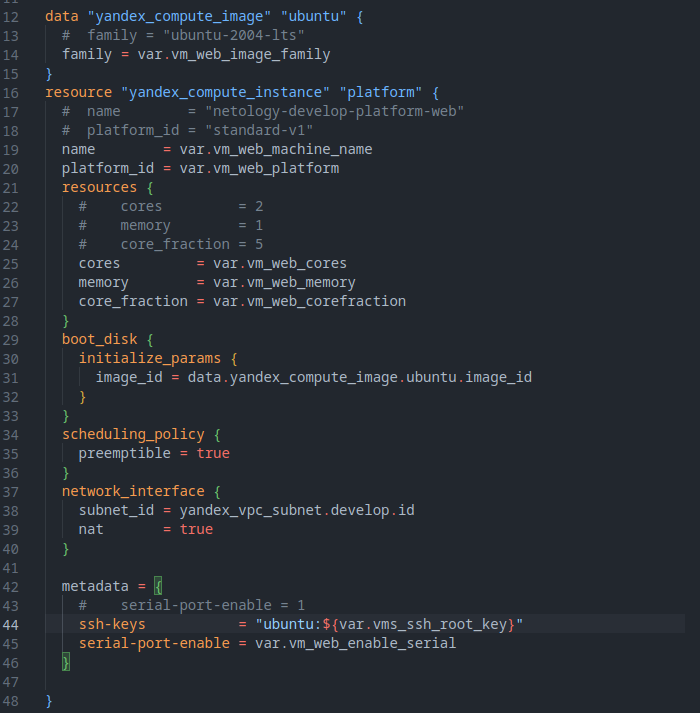 12 data "yandex_compute_image" "ubuntu" {
13   #  family = "ubuntu-2004-lts"
14   family = var.vm_web_image_family
15 }
16 resource "yandex_compute_instance" "platform" {
17   #  name        = "netology-develop-platform-web"
18   #  platform_id = "standard-v1"
19   name        = var.vm_web_machine_name
20   platform_id = var.vm_web_platform
21   resources {
22     #    cores         = 2
23     #    memory        = 1
24     #    core_fraction = 5
25     cores         = var.vm_web_cores
26     memory        = var.vm_web_memory
27     core_fraction = var.vm_web_corefraction
28   }
29   boot_disk {
30     initialize_params {
31       image_id = data.yandex_compute_image.ubuntu.image_id
32     }
33   }
34   scheduling_policy {
35     preemptible = true
36   }
37   network_interface {
38     subnet_id = yandex_vpc_subnet.develop.id
39     nat       = true
40   }
41
42   metadata = {
43     #    serial-port-enable = 1
44     ssh-keys           = "ubuntu:${var.vms_ssh_root_key}"
45     serial-port-enable = var.vm_web_enable_serial
46   }
47
48 }